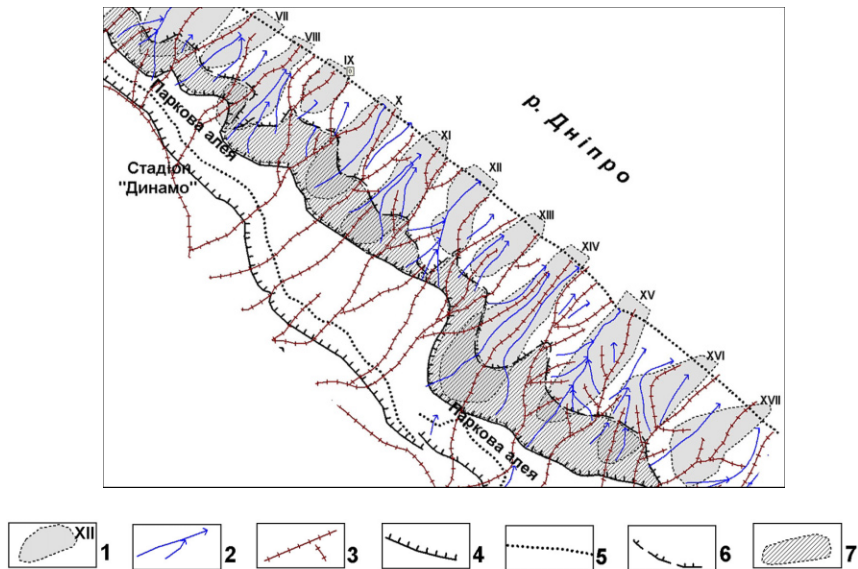 VII
VIII
IX
X
XI
XII
XIII
XIV
XV
XVI
XVII
р. Дніпро
Паркова алея
Стадіон
"Динамо"
Паркова алея
XII
1
2
3
4
5
6
7